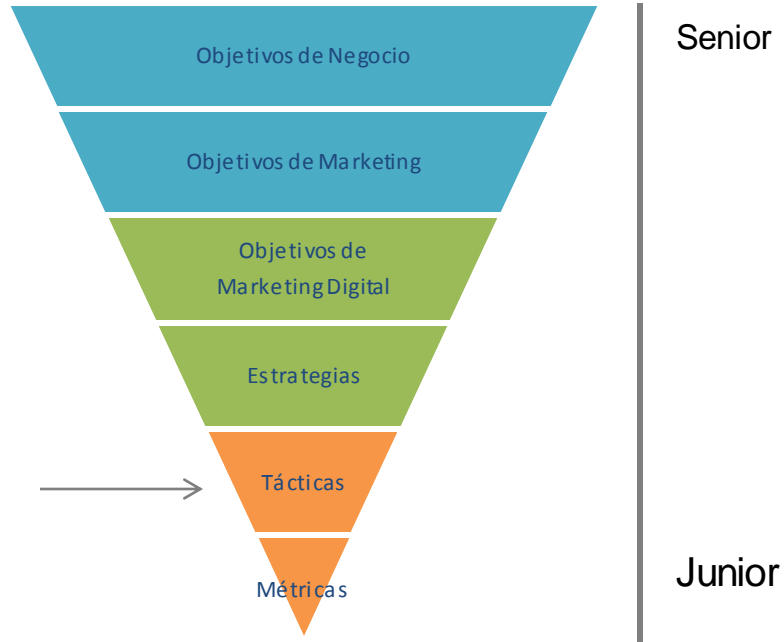 Objetivos de Negocio
Senior
Objetivos de Marketing
Objetivos de
Marketing Digital
Estrategias
Tácticas
Métricas
Junior